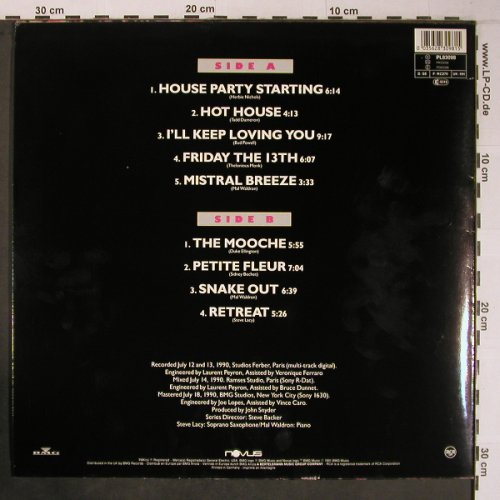 30 cm
20 cm
10 cm
www.LP-CD.de
SIDE A
1. HOUSE PARTY STARTING 6:14
(Herbie Nichols)
2. HOT HOUSE 4:13
(Tadd Dameron)
3. I'LL KEEP LOVING YOU 9:17
(Bud Powell)
4. FRIDAY THE 13TH 6:07
(Thelonious Monk)
5. MISTRAL BREEZE 3:33
(Mal Waldron)
SIDE B
1. THE MOOCHE 5:55
(Duke Ellington)
2. PETITE FLEUR 7:04
(Sidney Bechet)
3. SNAKE OUT 6:39
(Mal Waldron)
4. RETREAT 5:26
(Steve Lacy)
Recorded July 12 and 13, 1990, Studios Ferber, Paris (multi-track digital).
Engineered by Laurent Peyron, Assisted by Veronique Ferraro
Mixed July 14, 1990, Ramses Studio, Paris (Sony R-Dat).
Engineered by Laurent Peyron, Assisted by Bruce Dunnet.
Mastered July 18, 1990, BMG Studios, New York City (Sony 1630).
Engineered by Joe Lopes, Assisted by Vince Caro.
Produced by John Snyder
Series Director: Steve Backer
Steve Lacy: Soprano Saxophone/Mal Waldron: Piano
BMG
NOVUS
RCA
10 cm
20 cm
30 cm
30 cm